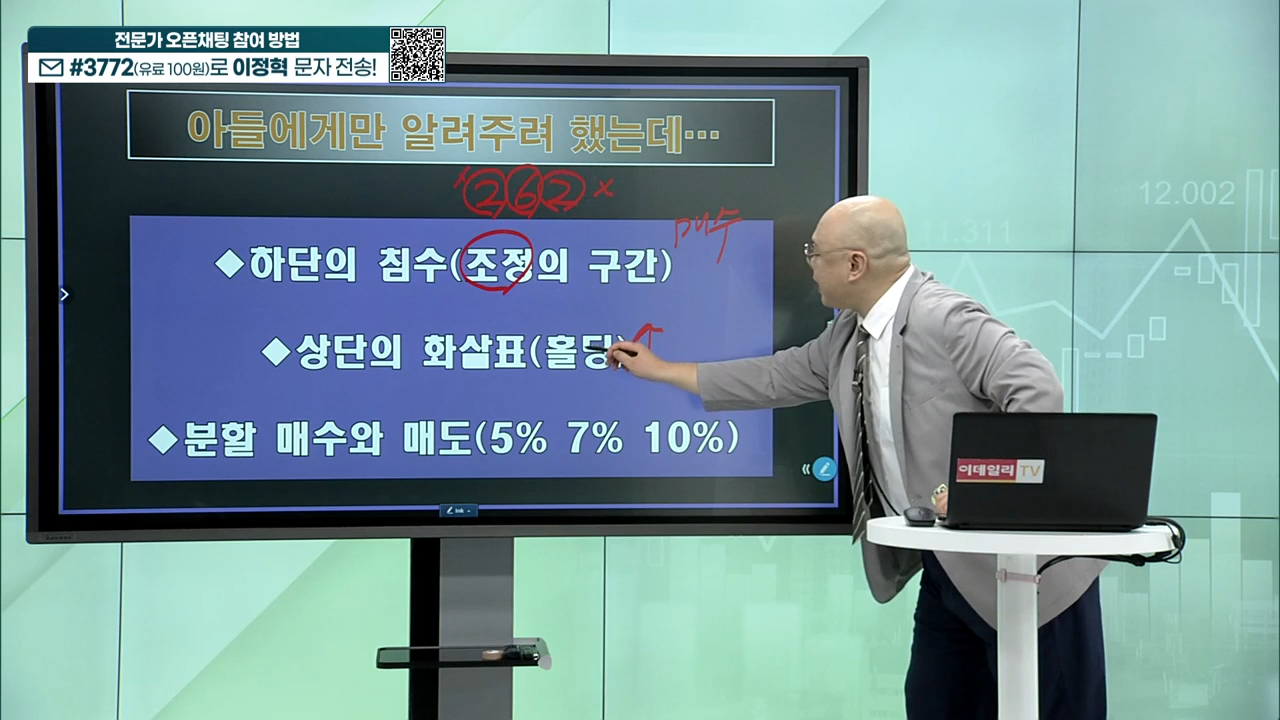 전문가 오픈채팅 참여 방법
#3772(유료 100원)로 이정혁 문자 전송!
아들에게만 알려주려 했는데…
262 x
매수
◆하단의 침수(조정의 구간)
◆상단의 화살표(홀딩)
◆분할 매수와 매도(5% 7% 10%)
Ink
이데일리TV
12.002
11.311